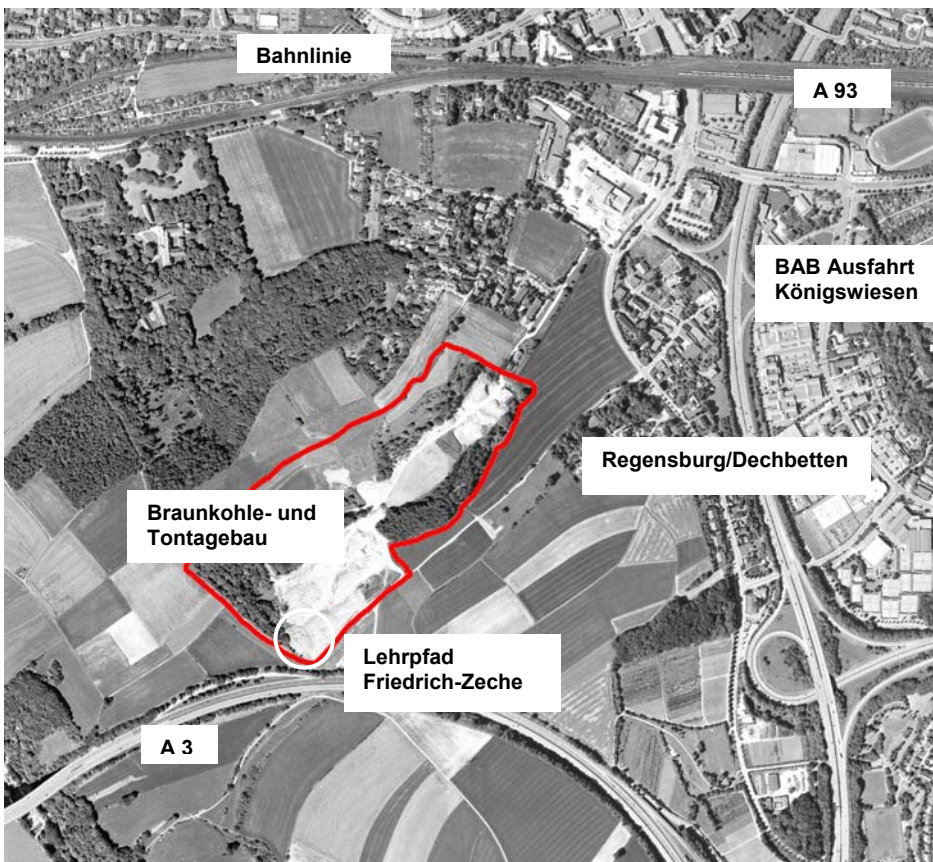 Bahnlinie
A 93
BAB Ausfahrt
Königswiesen
Regensburg/Dechbetten
Braunkohle- und
Tontagebau
Lehrpfad
Friedrich-Zeche
A 3